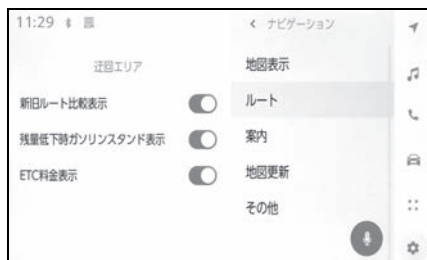 11:29
迂回エリア
新旧ルート比較表示
残量低下時ガソリンスタンド表示
ETC料金表示
< ナビゲーション
地図表示
ルート
案内
地図更新
その他